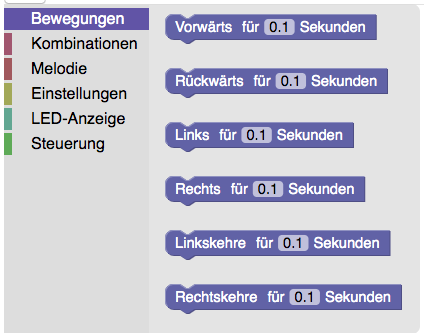 Bewegungen
Kombinationen
Melodie
Einstellungen
LED-Anzeige
Steuerung
Vorwärts für 0.1 Sekunden
Rückwärts für 0.1 Sekunden
Links für 0.1 Sekunden
Rechts für 0.1 Sekunden
Linkskehre für 0.1 Sekunden
Rechtskehre für 0.1 Sekunden